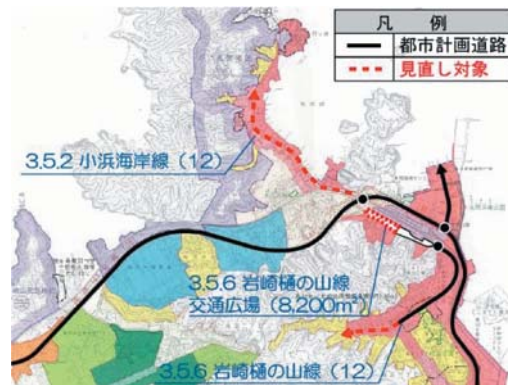 凡 例
都市計画道路
見直し対象
3.5.2 小浜海岸線（12）
3.5.6 岩崎樋の山線
交通広場（8,200㎡）
3.5.6 岩崎樋の山線（12）